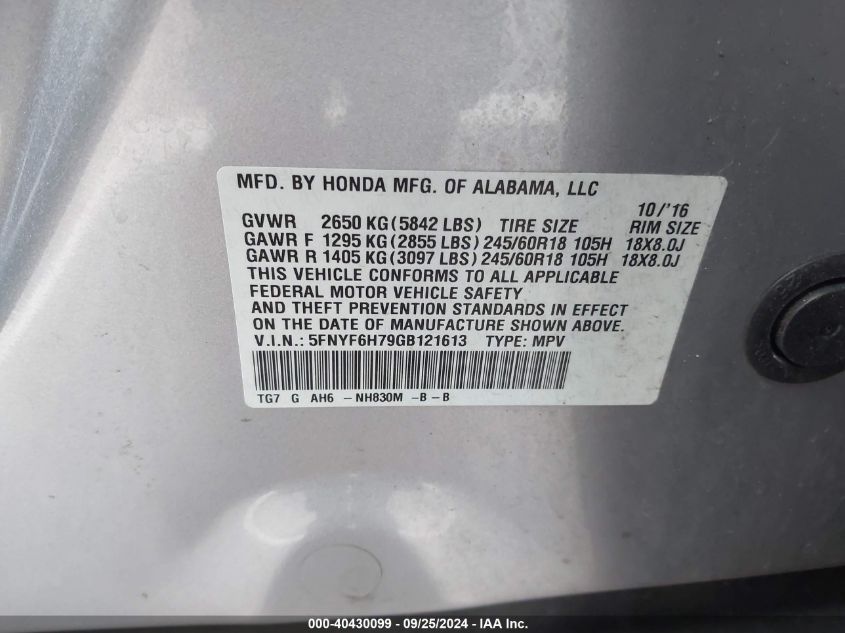 MFD. BY HONDA MFG. OF ALABAMA, LLC
10/'16
GVWR 2650 KG(5842 LBS) TIRE SIZE RIM SIZE
GAWR F 1295 KG(2855 LBS) 245/60R18 105H 18X8.0J
GAWR R 1405 KG(3097 LBS) 245/60R18 105H 18X8.0J
THIS VEHICLE CONFORMS TO ALL APPLICABLE
FEDERAL MOTOR VEHICLE SAFETY
AND THEFT PREVENTION STANDARDS IN EFFECT
ON THE DATE OF MANUFACTURE SHOWN ABOVE.
V.I.N.: 5FNYF6H79GB121613 TYPE: MPV
TG7 G AH6 -NH830M -B-B
000-40430099 - 09/25/2024 - IAA Inc.